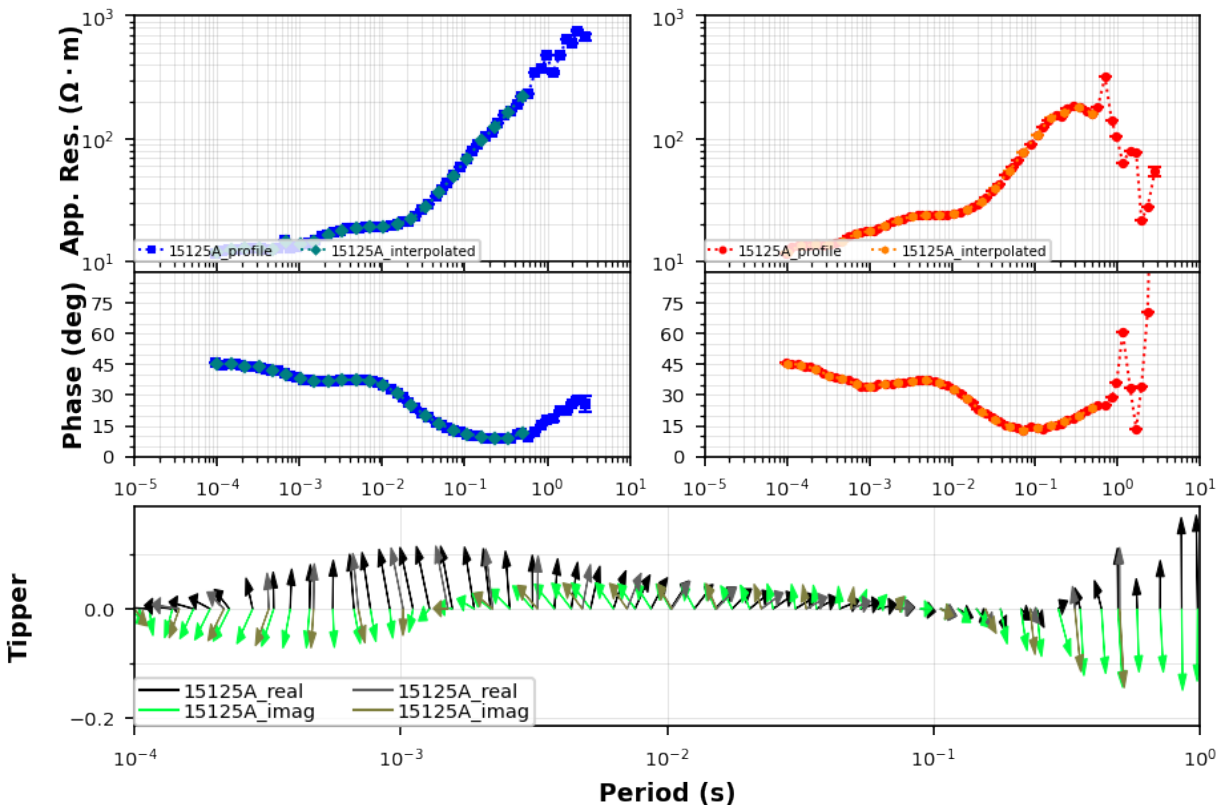 10³ 10³
App. Res. (Ω · m)
10² 10²
15125A_profile 15125A_interpolated 15125A_profile 15125A_interpolated
10¹ 10¹
Phase (deg)
75 75
60 60
45 45
30 30
15 15
0 0
10⁻⁵ 10⁻⁴ 10⁻³ 10⁻² 10⁻¹ 10⁰ 10¹ 10⁻⁵ 10⁻⁴ 10⁻³ 10⁻² 10⁻¹ 10⁰ 10¹
Tipper
0.0
15125A_real 15125A_real
15125A_imag 15125A_imag
−0.2
10⁻⁴ 10⁻³ 10⁻² 10⁻¹ 10⁰
Period (s)